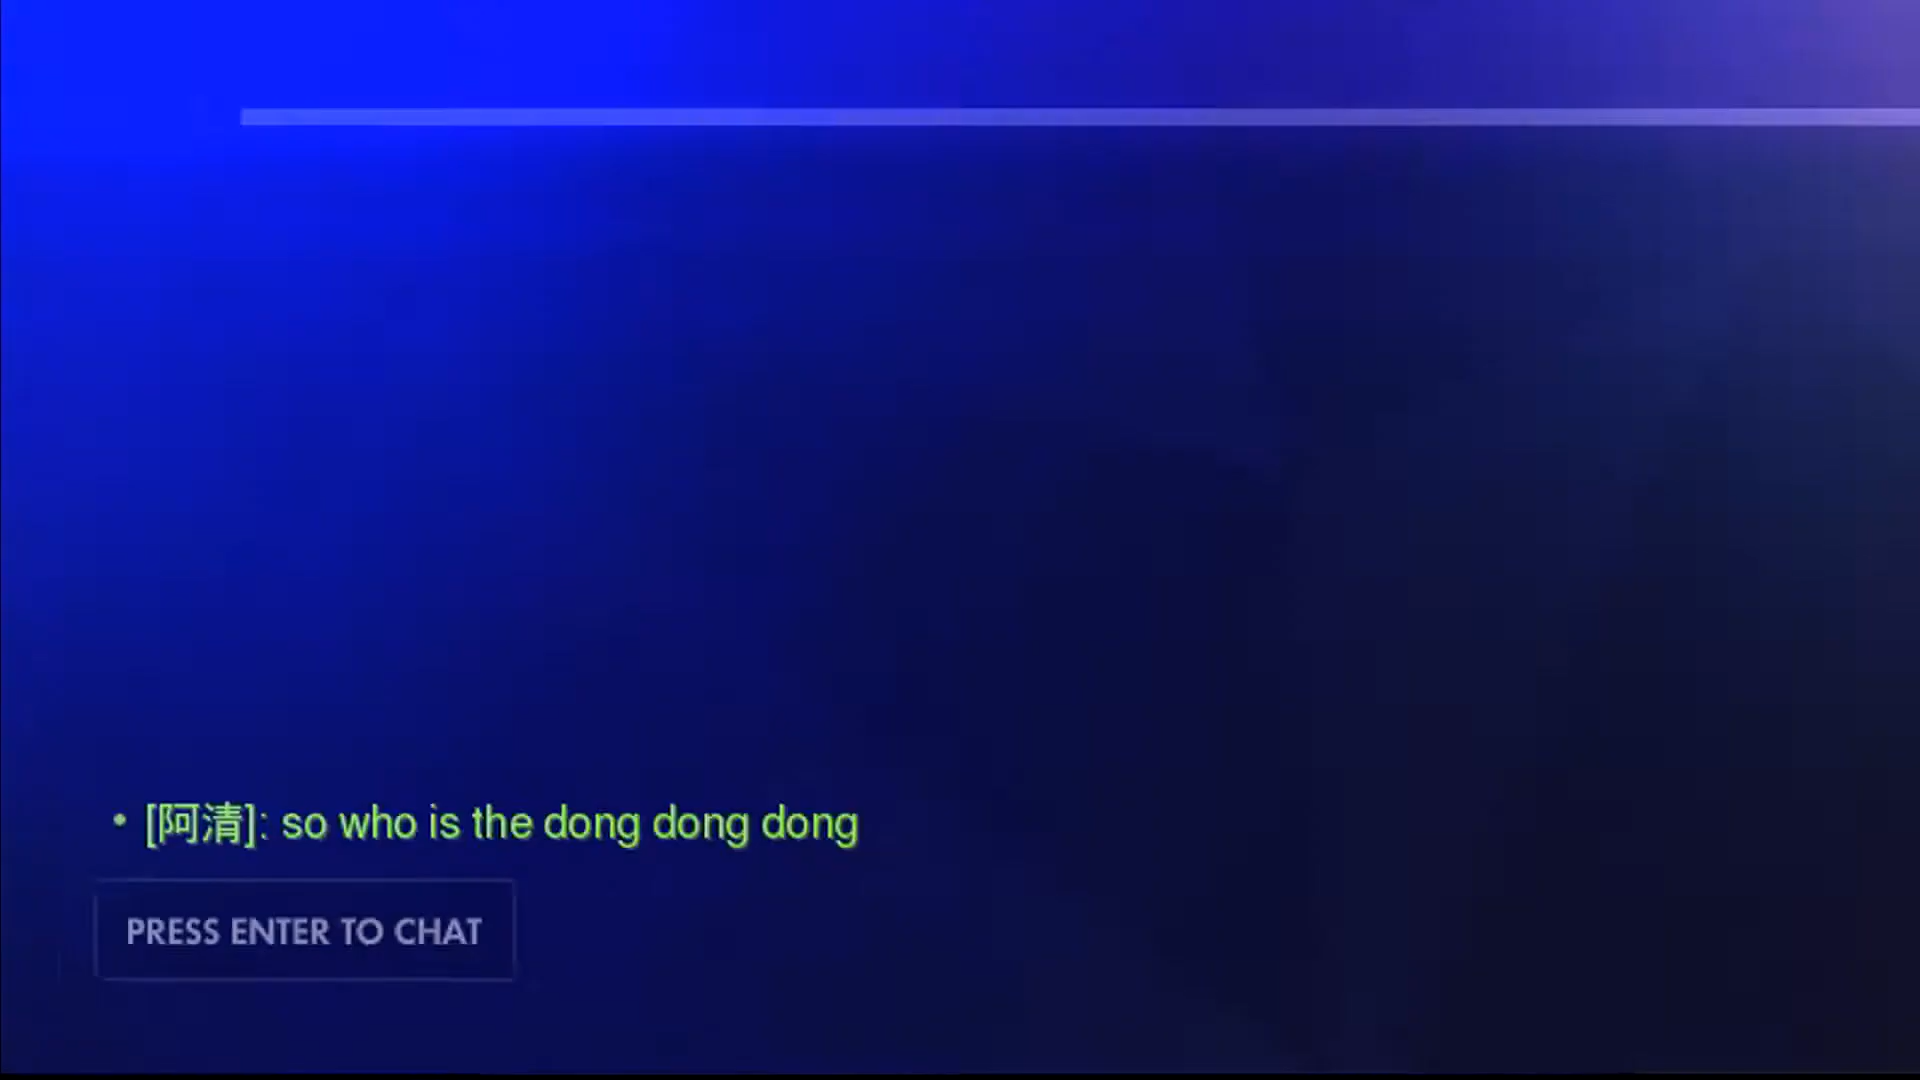 • [阿清]: so who is the dong dong dong
PRESS ENTER TO CHAT